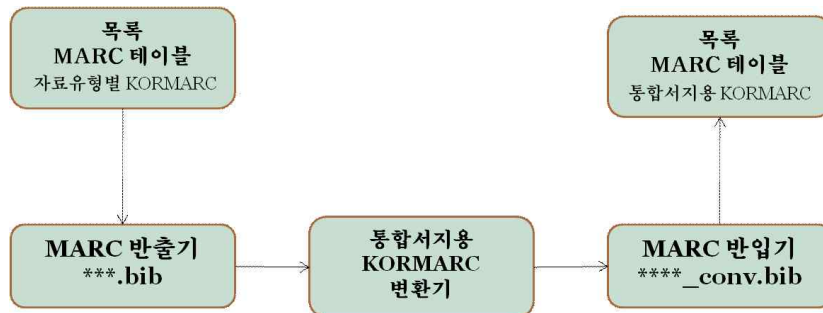 목록
MARC 테이블
자료유형별 KORMARC
목록
MARC 테이블
통합서지용 KORMARC
MARC 반출기
***.bib
통합서지용
KORMARC
변환기
MARC 반입기
****_conv.bib